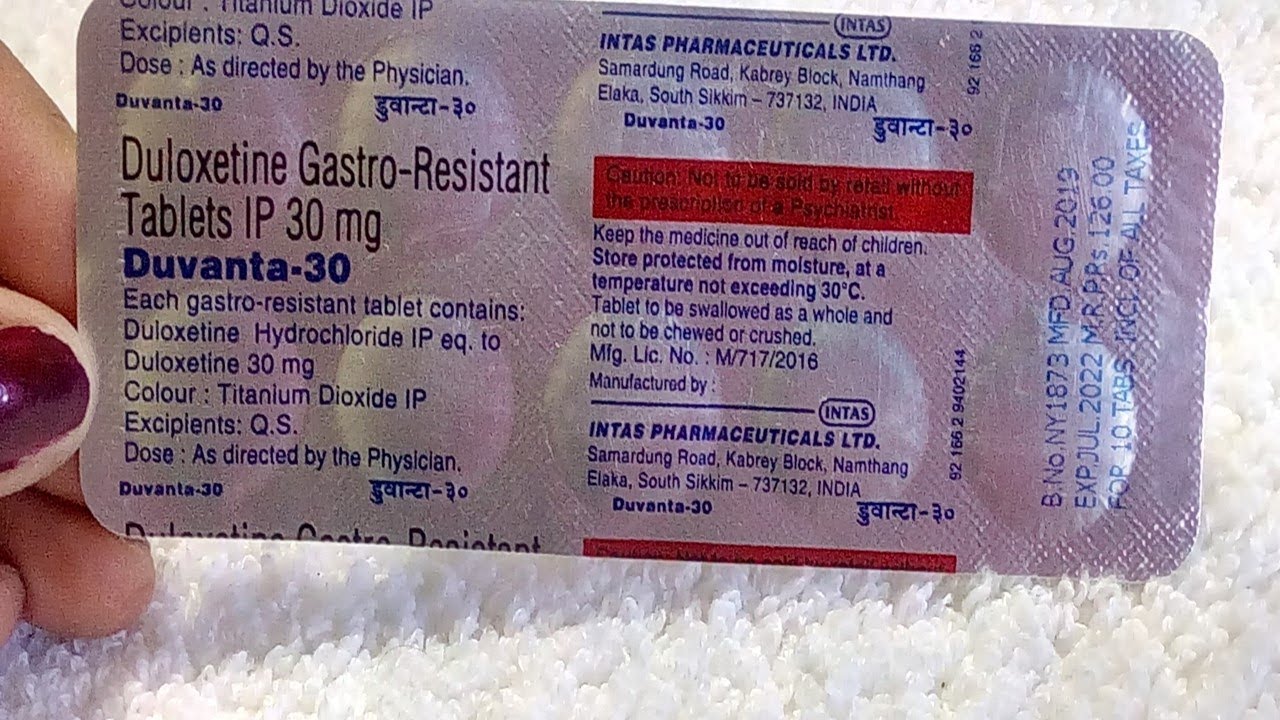 Colour : Titanium Dioxide IP
Excipients: Q.S.
Dose : As directed by the Physician.
Duvanta-30 डुवान्टा-३०
Duloxetine Gastro-Resistant
Tablets IP 30 mg
Duvanta-30
Each gastro-resistant tablet contains:
Duloxetine Hydrochloride IP eq. to
Duloxetine 30 mg
Colour : Titanium Dioxide IP
Excipients: Q.S.
Dose : As directed by the Physician.
Duvanta-30 डुवान्टा-३०
Duloxetine Gastro-Resistant
INTAS
INTAS PHARMACEUTICALS LTD.
Samardung Road, Kabrey Block, Namthang
Elaka, South Sikkim – 737132, INDIA
Duvanta-30 डुवान्टा-३०
Caution: Not to be sold by retail without
the prescription of a Psychiatrist.
Keep the medicine out of reach of children.
Store protected from moisture, at a
temperature not exceeding 30°C.
Tablet to be swallowed as a whole and
not to be chewed or crushed.
Mfg. Lic. No. : M/717/2016
Manufactured by :
INTAS
INTAS PHARMACEUTICALS LTD.
Samardung Road, Kabrey Block, Namthang
Elaka, South Sikkim – 737132, INDIA
Duvanta-30 डुवान्टा-३०
92 166 2
92 166 2 9402144
B.No.NY1873 MFD.AUG.2019
EXP.JUL.2022 M.R.P.Rs.126.00
FOR 10 TABS. INCL. OF ALL TAXES